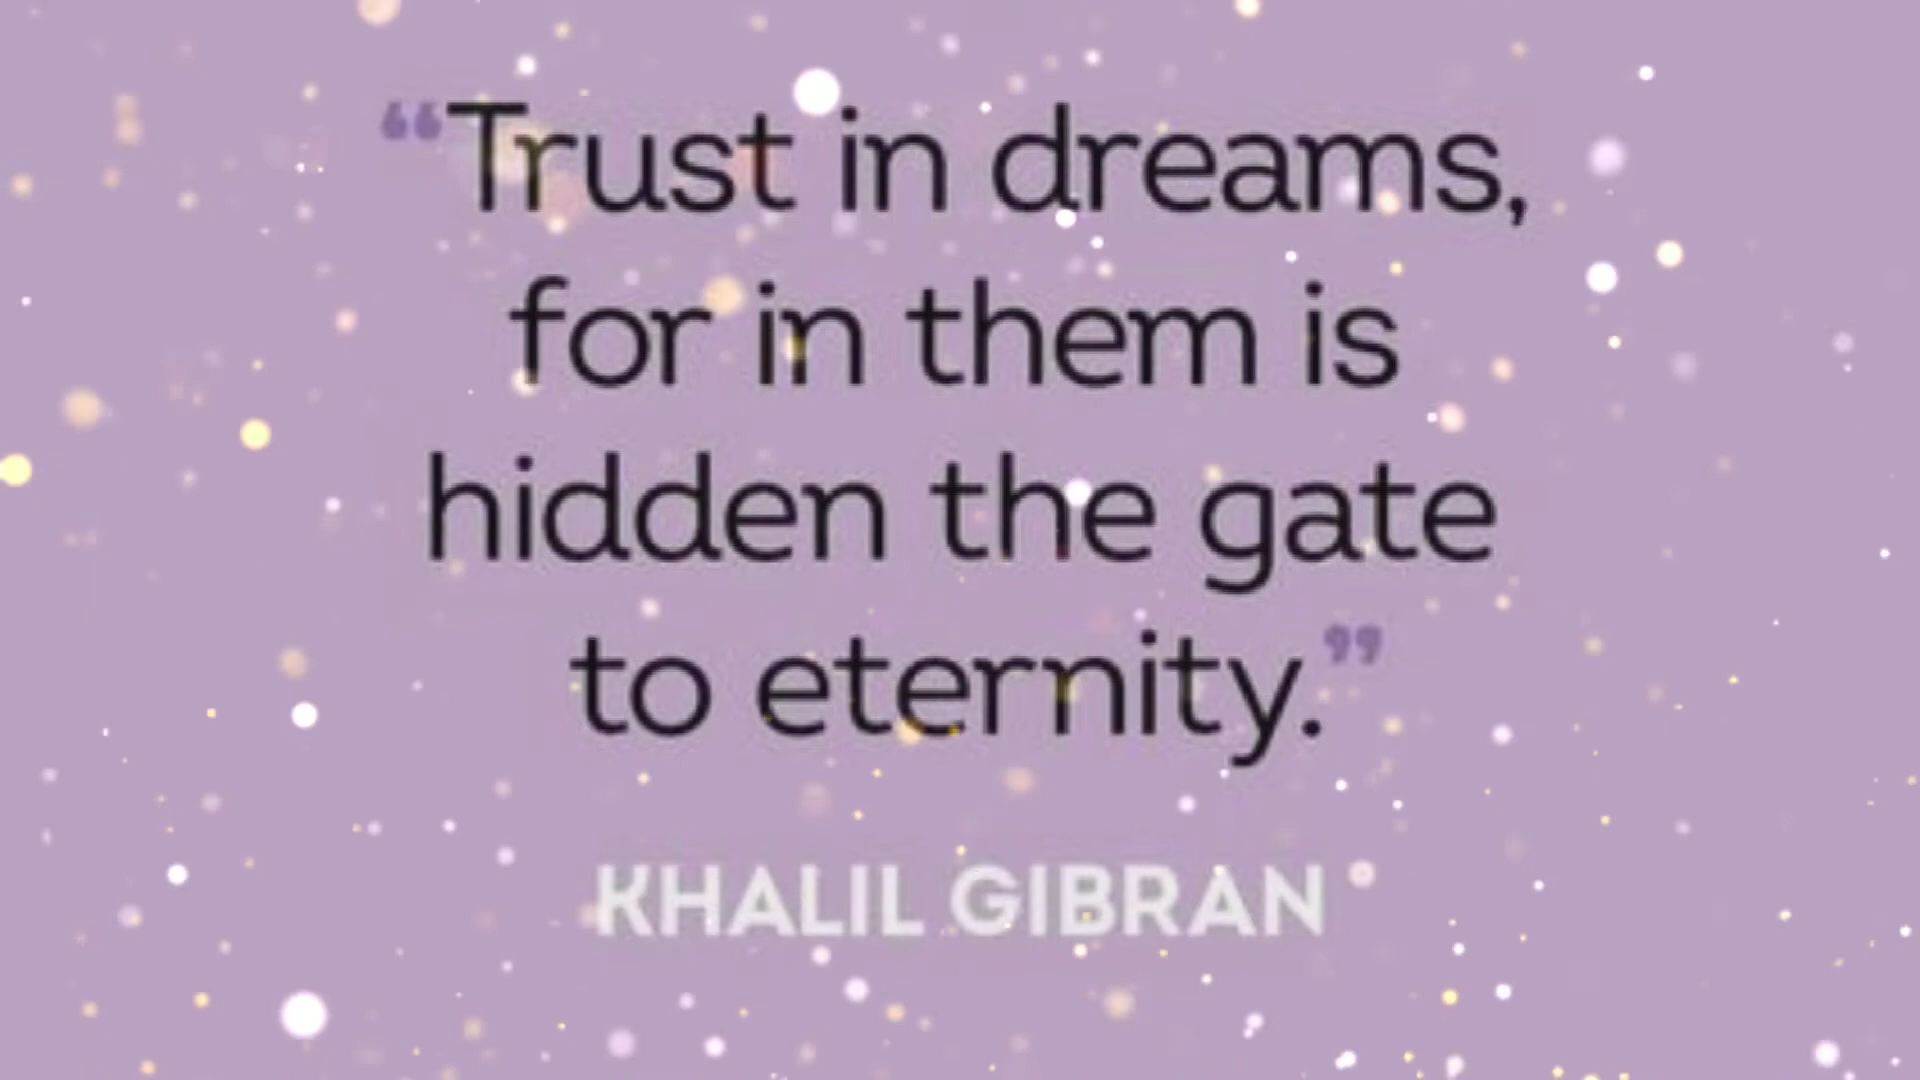 “Trust in dreams,
for in them is
hidden the gate
to eternity.”
KHALIL GIBRAN